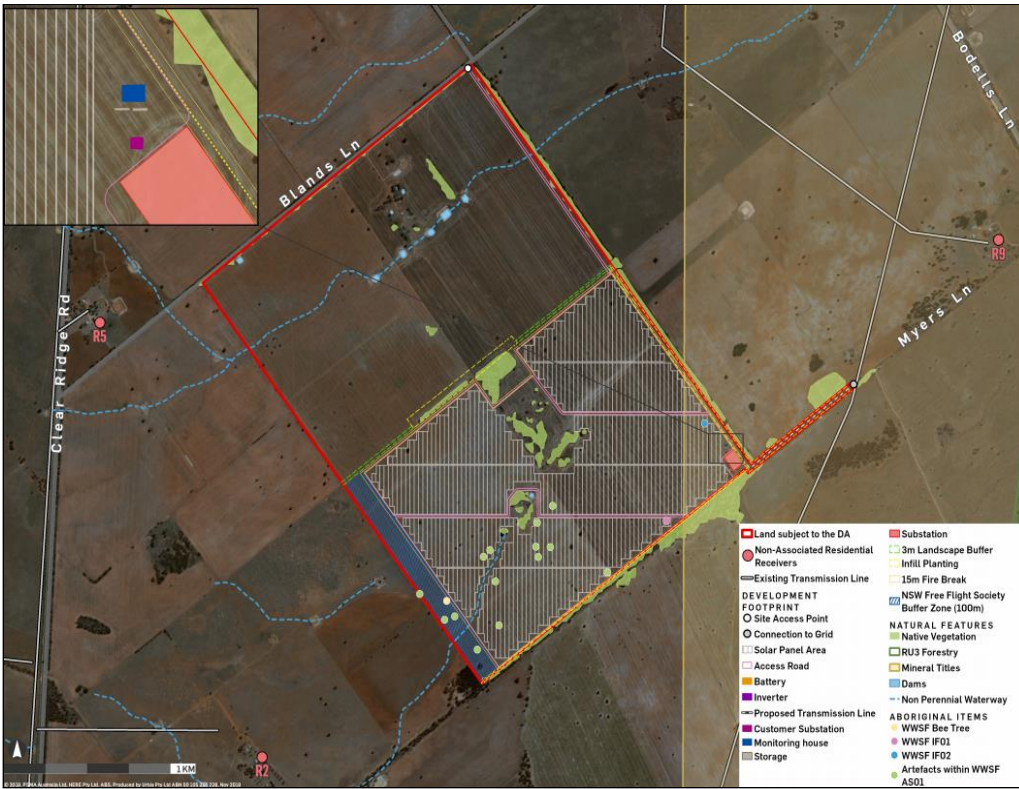 Blands Ln
Bodells Ln
Clear Ridge Rd
R5
R9
Myers Ln
R2
1KM
Land subject to the DA
Non-Associated Residential
Receivers
Existing Transmission Line
DEVELOPMENT
FOOTPRINT
Site Access Point
Connection to Grid
Solar Panel Area
Access Road
Battery
Inverter
Proposed Transmission Line
Customer Substation
Monitoring house
Storage
Substation
3m Landscape Buffer
Infill Planting
15m Fire Break
NSW Free Flight Society
Buffer Zone (100m)
NATURAL FEATURES
Native Vegetation
RU3 Forestry
Mineral Titles
Dams
Non Perennial Waterway
ABORIGINAL ITEMS
WWSF Bee Tree
WWSF IF01
WWSF IF02
Artefacts within WWSF
AS01